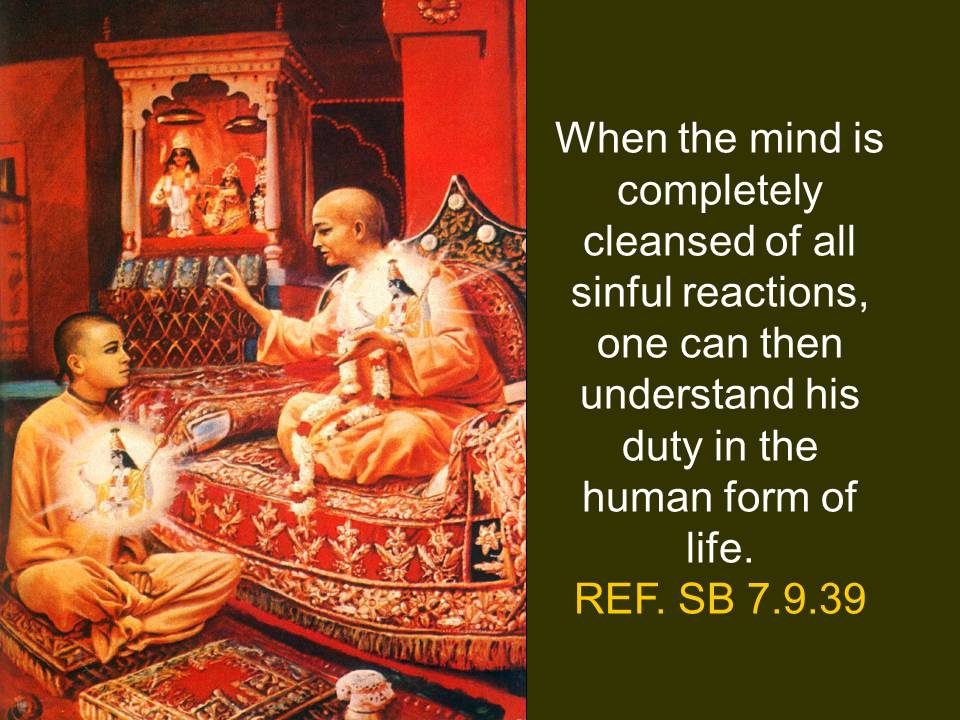 When the mind is
completely
cleansed of all
sinful reactions,
one can then
understand his
duty in the
human form of
life.
REF. SB 7.9.39